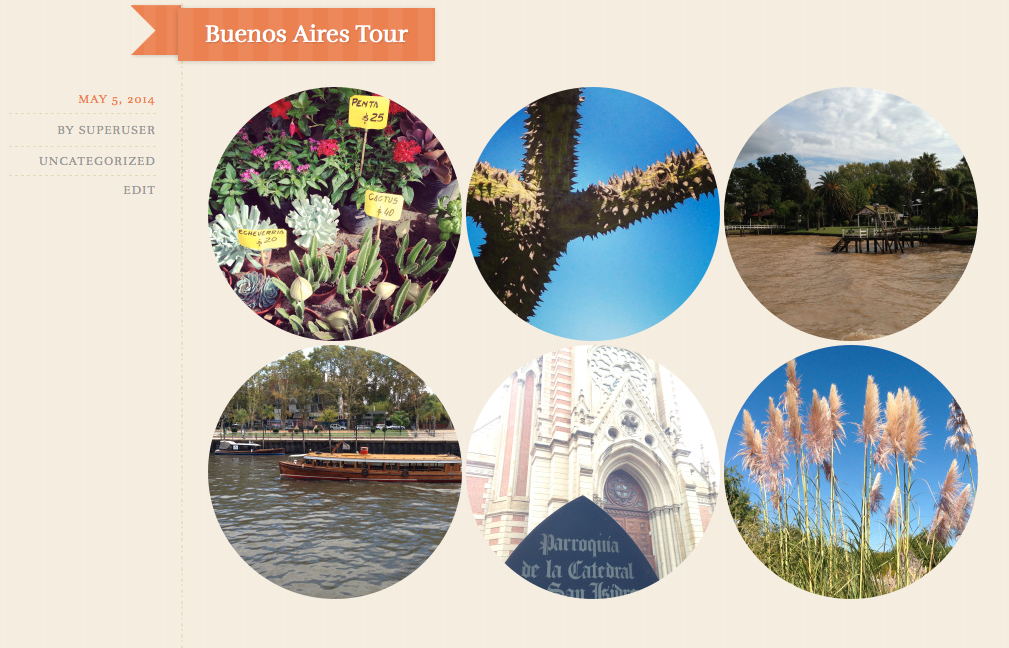 Buenos Aires Tour
MAY 5, 2014
BY SUPERUSER
UNCATEGORIZED
EDIT
PENTA
$25
CACTUS
$40
ECHEVERRIA
$20
Parroquia
de la Catedral
San Isidro